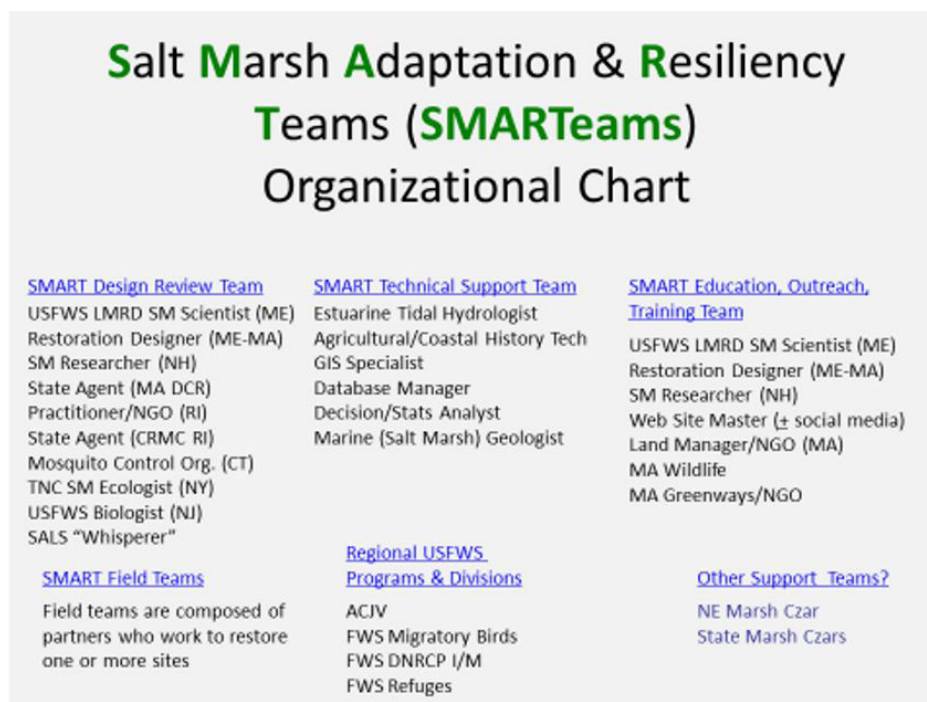 Salt Marsh Adaptation & Resiliency
Teams (SMARTeams)
Organizational Chart
SMART Design Review Team
USFWS LMRD SM Scientist (ME)
Restoration Designer (ME-MA)
SM Researcher (NH)
State Agent (MA DCR)
Practitioner/NGO (RI)
State Agent (CRMC RI)
Mosquito Control Org. (CT)
TNC SM Ecologist (NY)
USFWS Biologist (NJ)
SALS “Whisperer”
SMART Technical Support Team
Estuarine Tidal Hydrologist
Agricultural/Coastal History Tech
GIS Specialist
Database Manager
Decision/Stats Analyst
Marine (Salt Marsh) Geologist
SMART Education, Outreach,
Training Team
USFWS LMRD SM Scientist (ME)
Restoration Designer (ME-MA)
SM Researcher (NH)
Web Site Master (± social media)
Land Manager/NGO (MA)
MA Wildlife
MA Greenways/NGO
SMART Field Teams
Field teams are composed of
partners who work to restore
one or more sites
Regional USFWS
Programs & Divisions
ACJV
FWS Migratory Birds
FWS DNRCP I/M
FWS Refuges
Other Support Teams?
NE Marsh Czar
State Marsh Czars